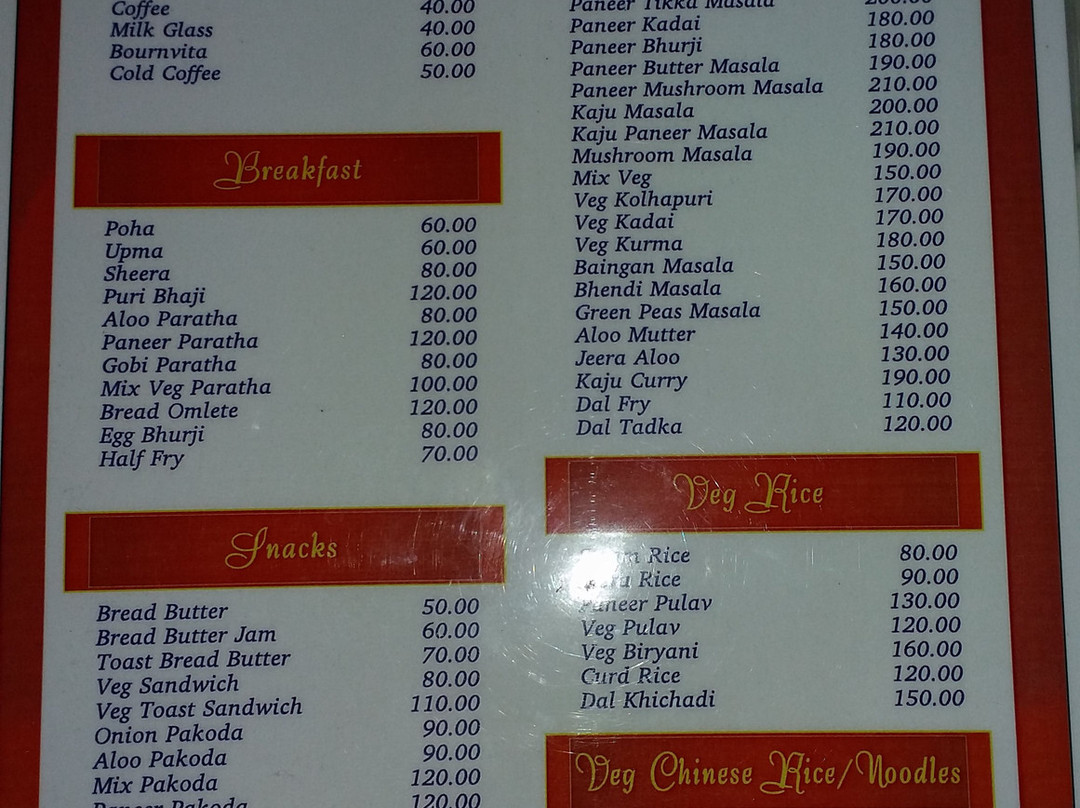 Coffee 40.00
Milk Glass 40.00
Bournvita 60.00
Cold Coffee 50.00
Breakfast
Poha 60.00
Upma 60.00
Sheera 80.00
Puri Bhaji 120.00
Aloo Paratha 80.00
Paneer Paratha 120.00
Gobi Paratha 80.00
Mix Veg Paratha 100.00
Bread Omlete 120.00
Egg Bhurji 80.00
Half Fry 70.00
Snacks
Bread Butter 50.00
Bread Butter Jam 60.00
Toast Bread Butter 70.00
Veg Sandwich 80.00
Veg Toast Sandwich 110.00
Onion Pakoda 90.00
Aloo Pakoda 90.00
Mix Pakoda 120.00
Paneer Pakoda 120.00
Paneer Tikka Masala 200.00
Paneer Kadai 180.00
Paneer Bhurji 180.00
Paneer Butter Masala 190.00
Paneer Mushroom Masala 210.00
Kaju Masala 200.00
Kaju Paneer Masala 210.00
Mushroom Masala 190.00
Mix Veg 150.00
Veg Kolhapuri 170.00
Veg Kadai 170.00
Veg Kurma 180.00
Baingan Masala 150.00
Bhendi Masala 160.00
Green Peas Masala 150.00
Aloo Mutter 140.00
Jeera Aloo 130.00
Kaju Curry 190.00
Dal Fry 110.00
Dal Tadka 120.00
Veg Rice
Rice 80.00
Rice 90.00
Paneer Pulav 130.00
Veg Pulav 120.00
Veg Biryani 160.00
Curd Rice 120.00
Dal Khichadi 150.00
Veg Chinese Rice/Noodles